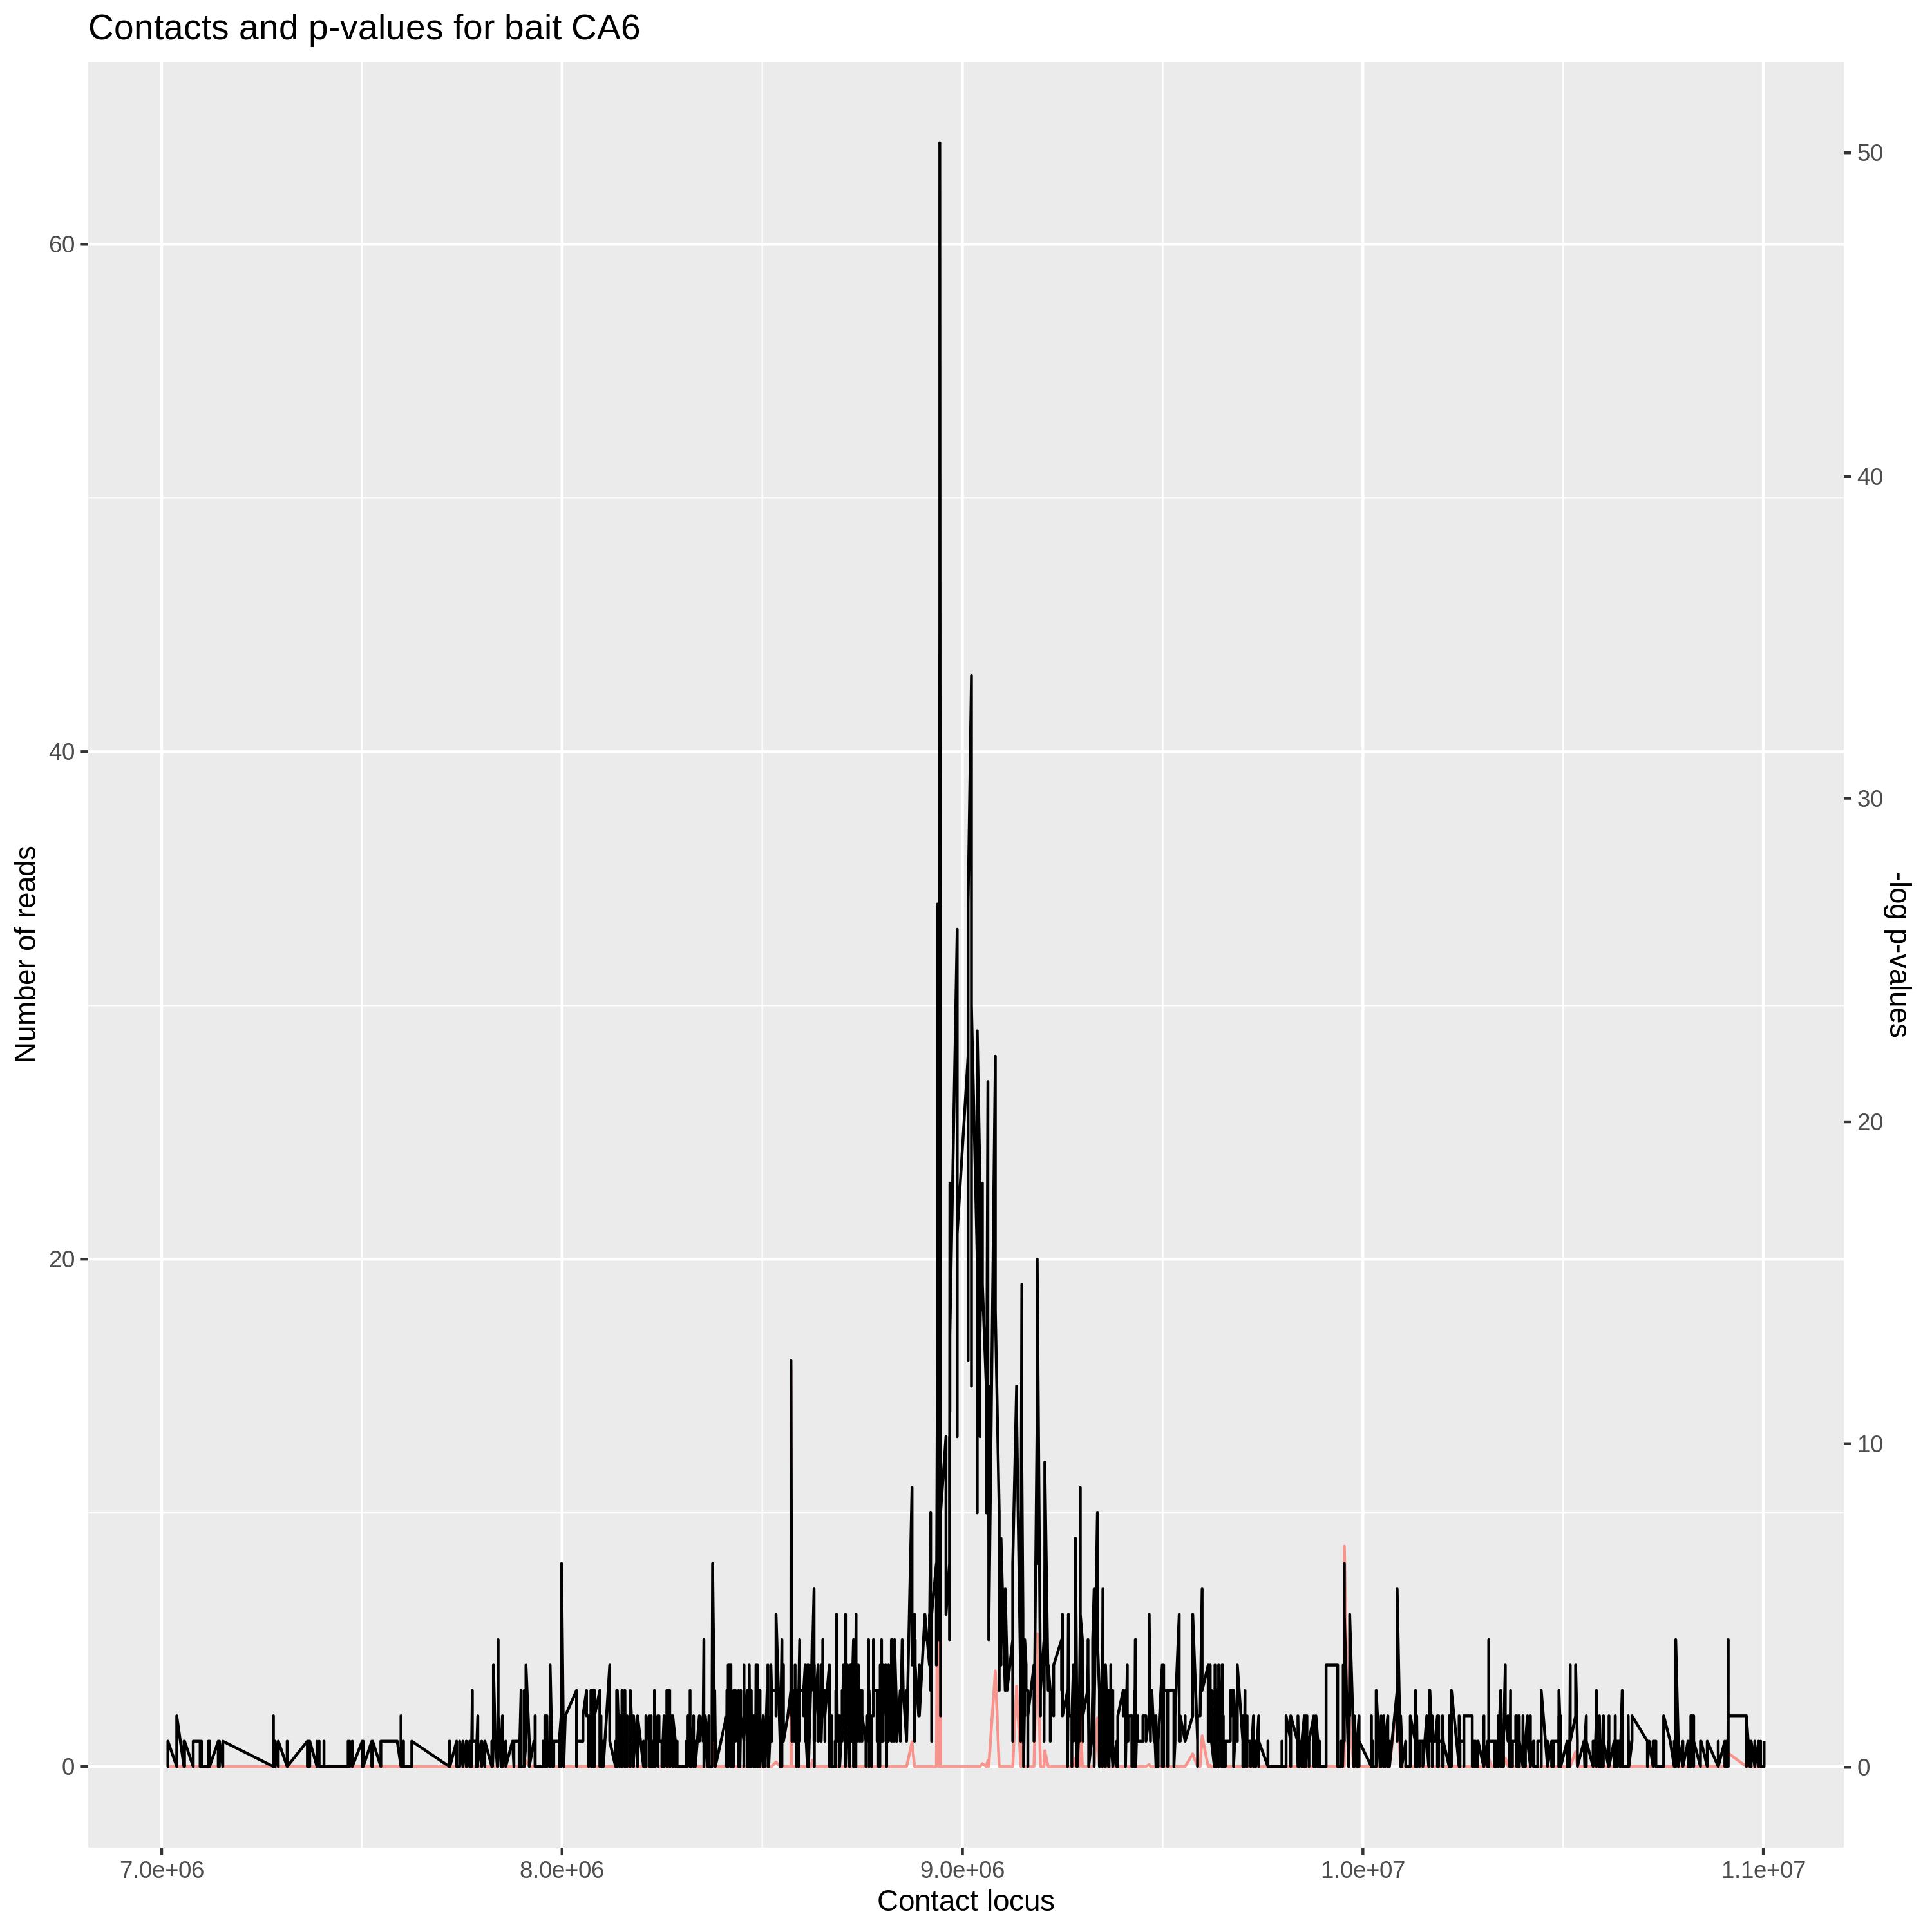 Contacts and p-values for bait CA6
60
40
20
0
Number of reads
50
40
30
20
10
0
-log p-values
7.0e+06
8.0e+06
9.0e+06
1.0e+07
1.1e+07
Contact locus